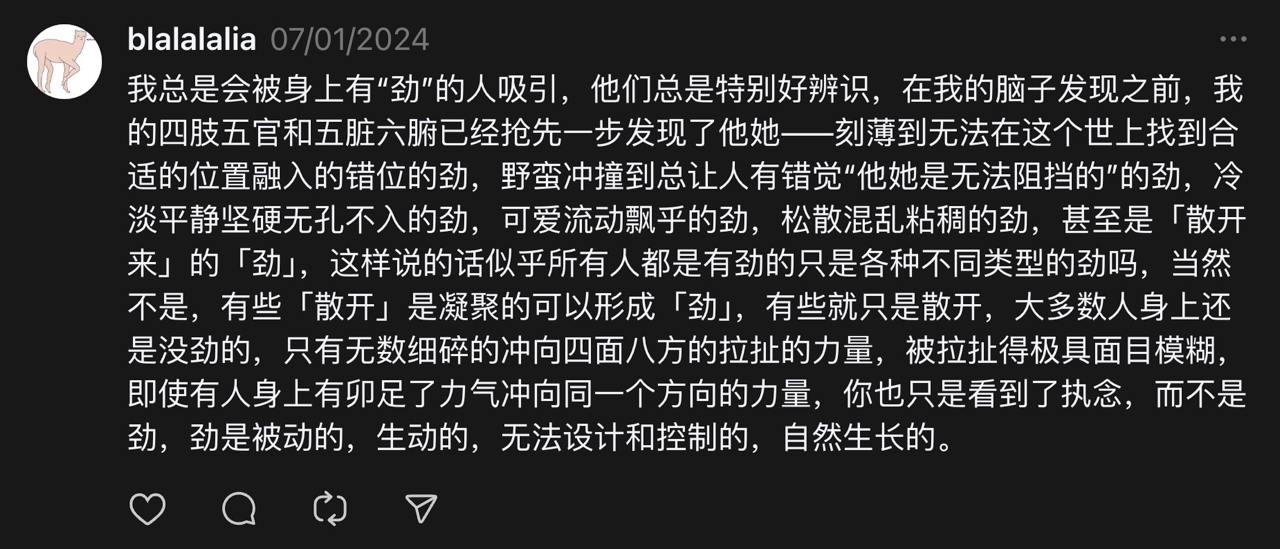 blalalalia 07/01/2024
我总是会被身上有“劲”的人吸引，他们总是特别好辨识，在我的脑子发现之前，我
的四肢五官和五脏六腑已经抢先一步发现了他她——刻薄到无法在这个世上找到合
适的位置融入的错位的劲，野蛮冲撞到总让人有错觉“他她是无法阻挡的”的劲，冷
淡平静坚硬无孔不入的劲，可爱流动飘乎的劲，松散混乱粘稠的劲，甚至是「散开
来」的「劲」，这样说的话似乎所有人都是有劲的只是各种不同类型的劲吗，当然
不是，有些「散开」是凝聚的可以形成「劲」，有些就只是散开，大多数人身上还
是没劲的，只有无数细碎的冲向四面八方的拉扯的力量，被拉扯得极具面目模糊，
即使有人身上有卯足了力气冲向同一个方向的力量，你也只是看到了执念，而不是
劲，劲是被动的，生动的，无法设计和控制的，自然生长的。